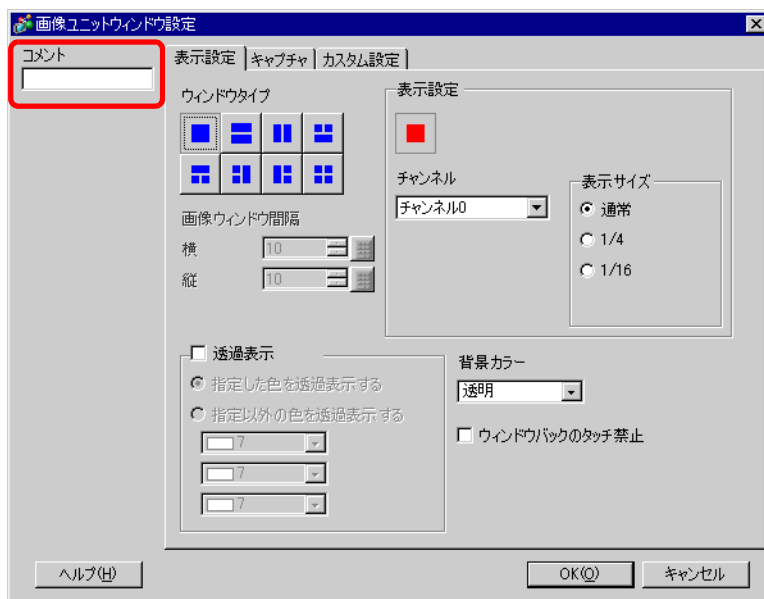 画像ユニットウィンドウ設定
コメント
表示設定 キャプチャ カスタム設定
ウィンドウタイプ
表示設定
チャンネル
チャンネル0
表示サイズ
通常
1/4
1/16
画像ウィンドウ間隔
横 10
縦 10
透過表示
指定した色を透過表示する
指定以外の色を透過表示する
7
7
7
背景カラー
透明
ウィンドウバックのタッチ禁止
ヘルプ(H) OK(O) キャンセル